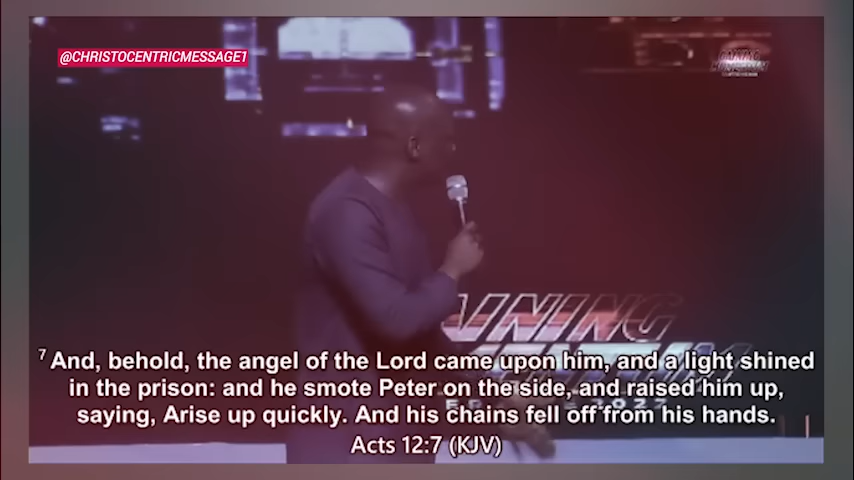 @CHRISTOCENTRICMESSAGE1
7 And, behold, the angel of the Lord came upon him, and a light shined
in the prison: and he smote Peter on the side, and raised him up,
saying, Arise up quickly. And his chains fell off from his hands.
Acts 12:7 (KJV)